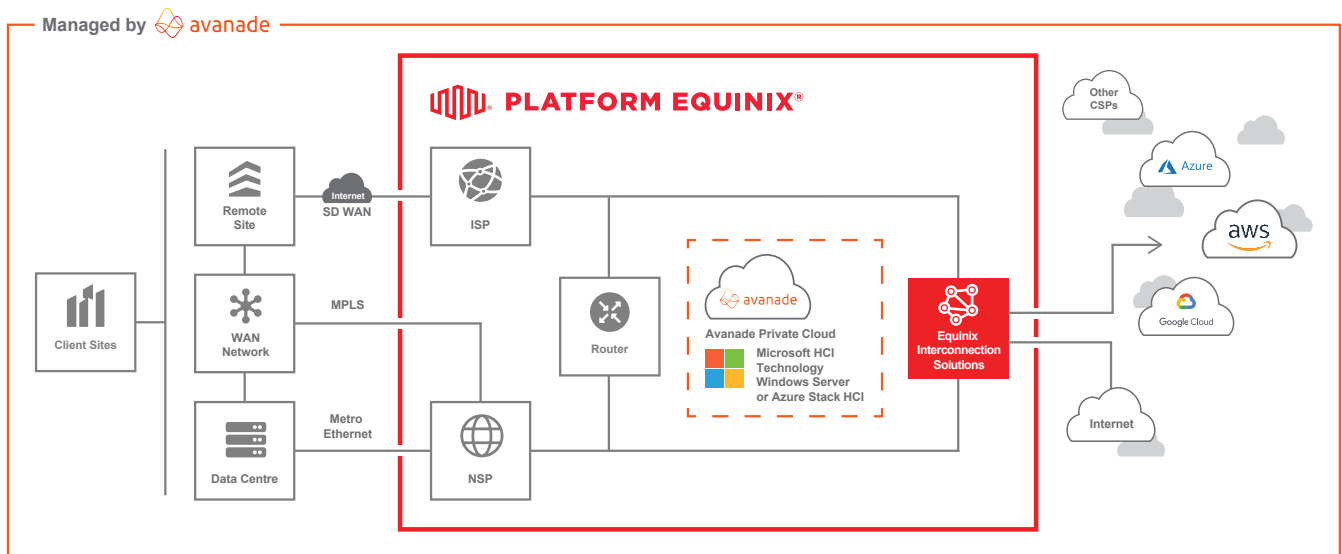 Managed by avanade
PLATFORM EQUINIX®
Other
CSPs
Azure
aws
Google Cloud
Internet
Remote
Site
Internet
SD WAN
ISP
Client Sites
WAN
Network
MPLS
Router
avanade
Avanade Private Cloud
Microsoft HCI
Technology
Windows Server
or Azure Stack HCI
Equinix
Interconnection
Solutions
Data Centre
Metro
Ethernet
NSP